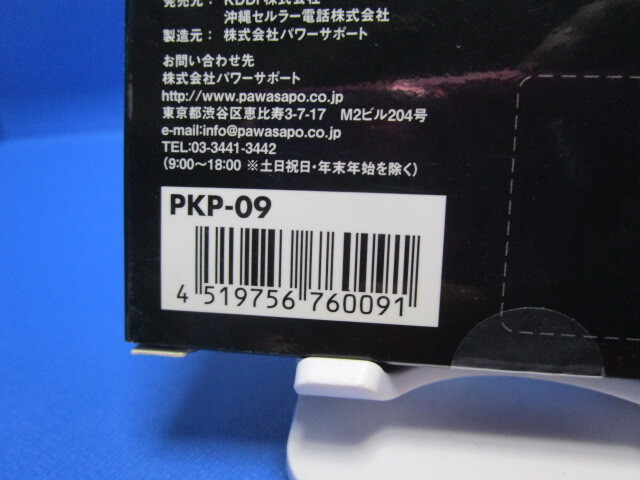 発売元： KDDI株式会社
沖縄セルラー電話株式会社
製造元： 株式会社パワーサポート
お問い合わせ先
株式会社パワーサポート
http://www.pawasapo.co.jp
東京都渋谷区恵比寿3-7-17 M2ビル204号
e-mail:info@pawasapo.co.jp
TEL:03-3441-3442
(9:00〜18:00 ※土日祝日・年末年始を除く)
PKP-09
4 519756 760091